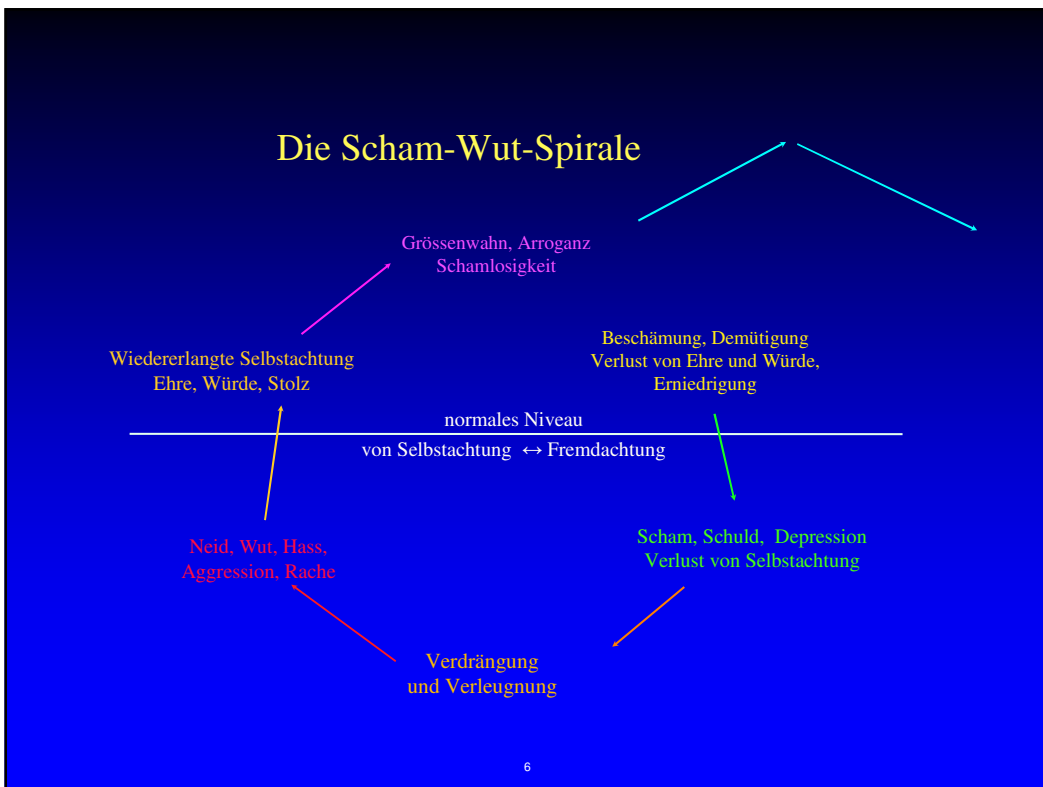 Die Scham-Wut-Spirale
Grössenwahn, Arroganz
Schamlosigkeit
Beschämung, Demütigung
Verlust von Ehre und Würde,
Erniedrigung
Wiedererlangte Selbstachtung
Ehre, Würde, Stolz
normales Niveau
von Selbstachtung ↔ Fremdachtung
Scham, Schuld, Depression
Verlust von Selbstachtung
Neid, Wut, Hass,
Aggression, Rache
Verdrängung
und Verleugnung
6